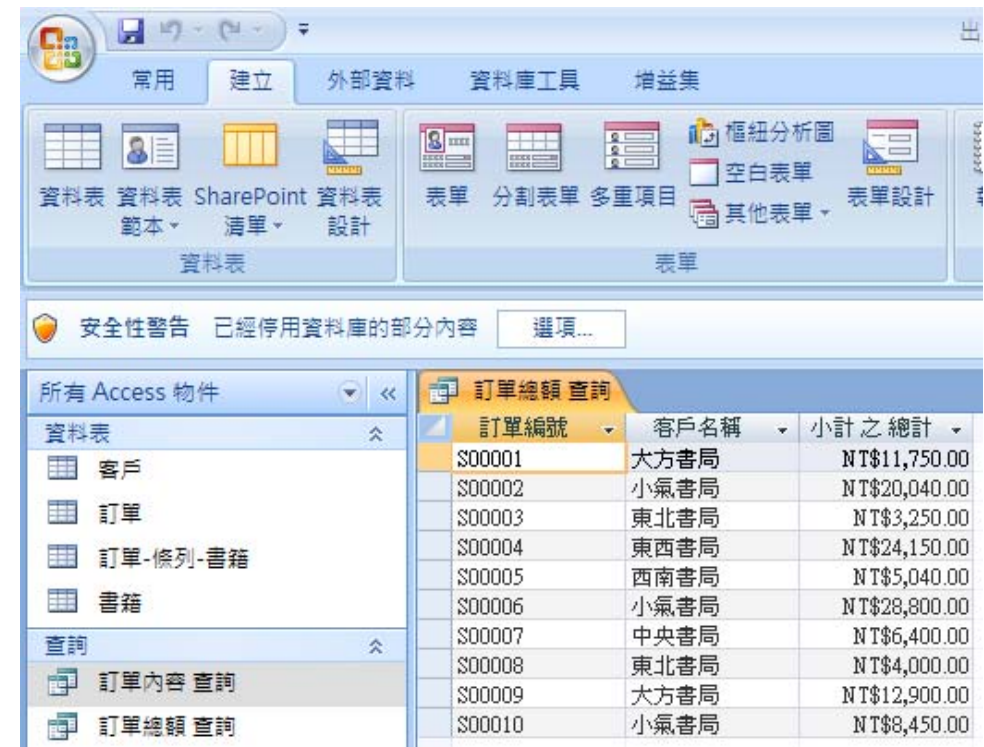 出
常用 建立 外部資料 資料庫工具 增益集
資料表 資料表範本 SharePoint 清單 資料表設計
表單 分割表單 多重項目 樞紐分析圖 空白表單 其他表單 表單設計
資料表 表單
安全性警告 已經停用資料庫的部分內容 選項...
所有 Access 物件
資料表
客戶
訂單
訂單-條列-書籍
書籍
查詢
訂單內容 查詢
訂單總額 查詢
訂單總額 查詢
訂單編號 客戶名稱 小計 之 總計
S00001 大方書局 NT$11,750.00
S00002 小氣書局 NT$20,040.00
S00003 東北書局 NT$3,250.00
S00004 東西書局 NT$24,150.00
S00005 西南書局 NT$5,040.00
S00006 小氣書局 NT$28,800.00
S00007 中央書局 NT$6,400.00
S00008 東北書局 NT$4,000.00
S00009 大方書局 NT$12,900.00
S00010 小氣書局 NT$8,450.00